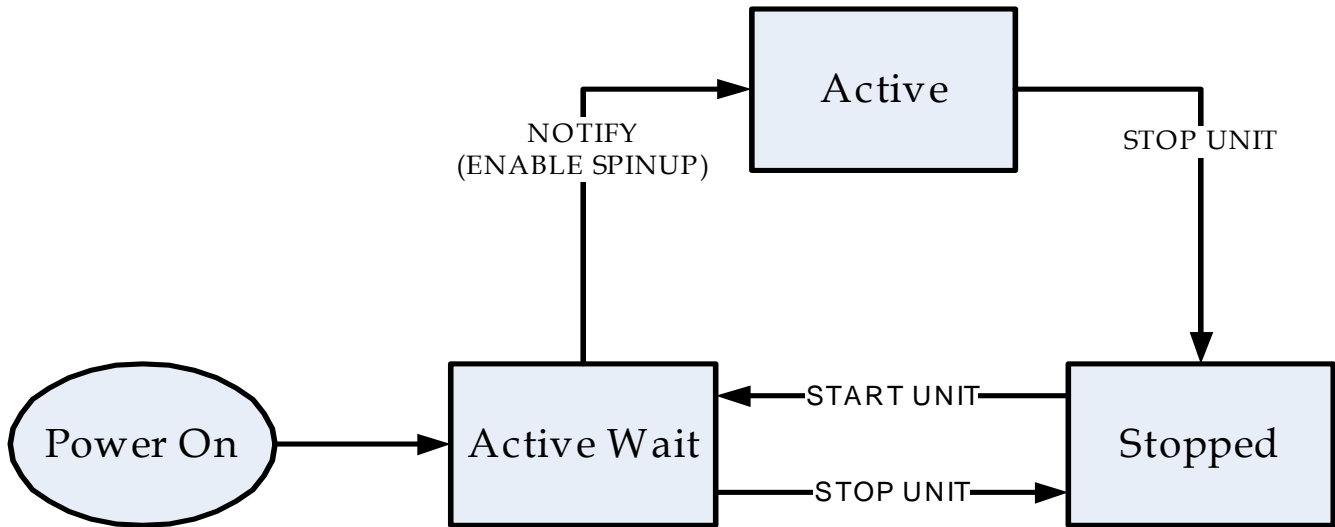 Active
NOTIFY
(ENABLE SPINUP)
STOP UNIT
Power On
Active Wait
START UNIT
STOP UNIT
Stopped